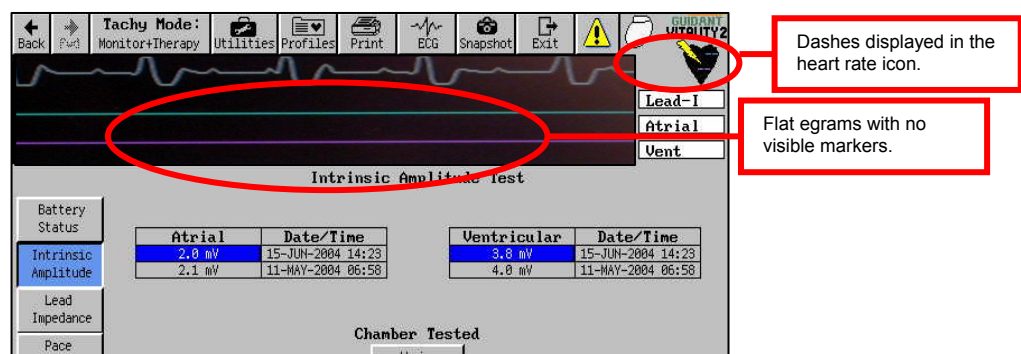 Back Fwd Tachy Mode: Monitor+Therapy Utilities Profiles Print ECG Snapshot Exit GUIDANT
VITALITY2
Dashes displayed in the
heart rate icon.
Lead-I
Atrial
Vent
Flat egrams with no
visible markers.
Intrinsic Amplitude Test
Battery
Status
Intrinsic
Amplitude
Lead
Impedance
Pace
Atrial Date/Time
2.0 mV 15-JUN-2004 14:23
2.1 mV 11-MAY-2004 06:58
Ventricular Date/Time
3.8 mV 15-JUN-2004 14:23
4.0 mV 11-MAY-2004 06:58
Chamber Tested